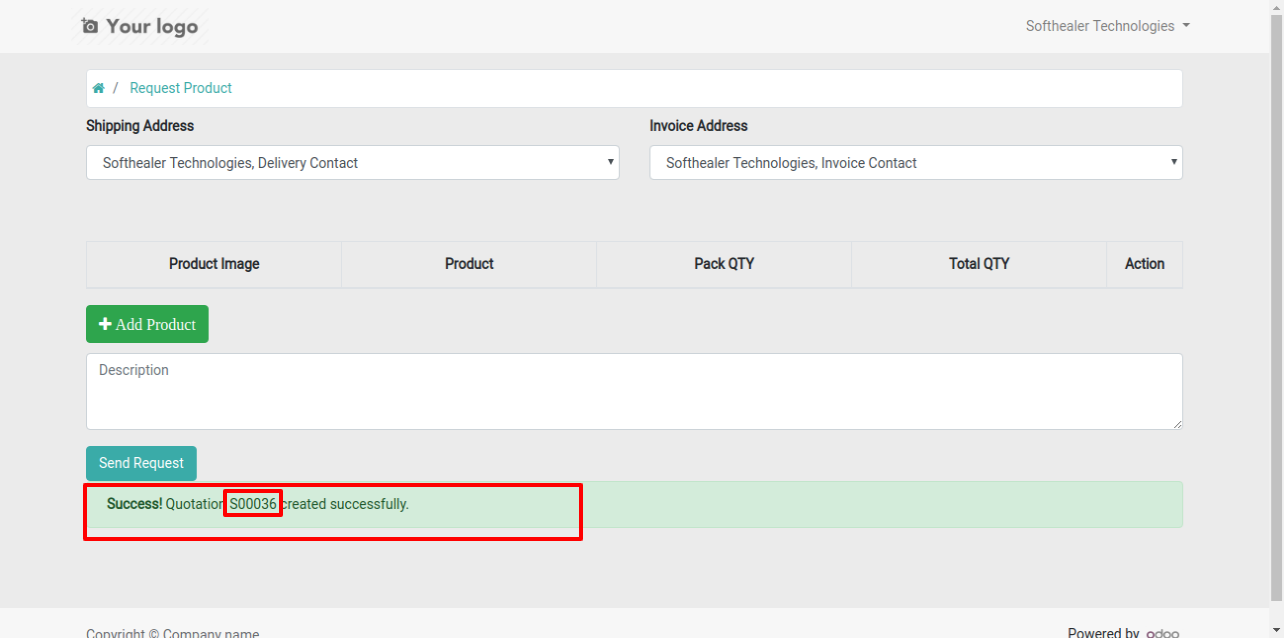 Your logo
Softhealer Technologies
/ Request Product
Shipping Address
Invoice Address
Softhealer Technologies, Delivery Contact
Softhealer Technologies, Invoice Contact
Product Image Product Pack QTY Total QTY Action
Add Product
Description
Send Request
Success! Quotation S00036 created successfully.
Copyright © Company name
Powered by odoo